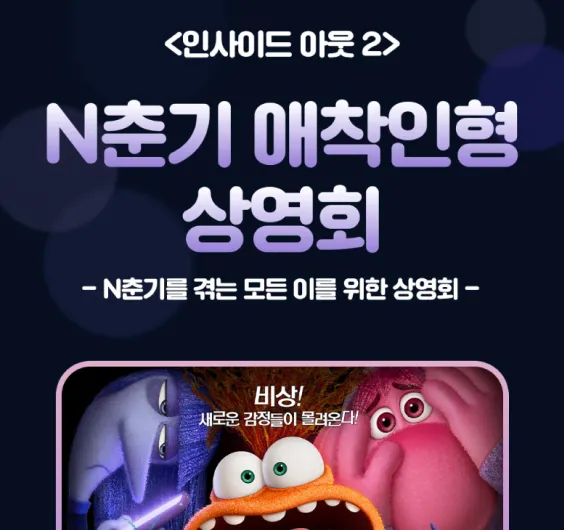 <인사이드 아웃 2>
N춘기 애착인형
상영회
- N춘기를 겪는 모든 이를 위한 상영회 -
비상!
새로운 감정들이 몰려온다!